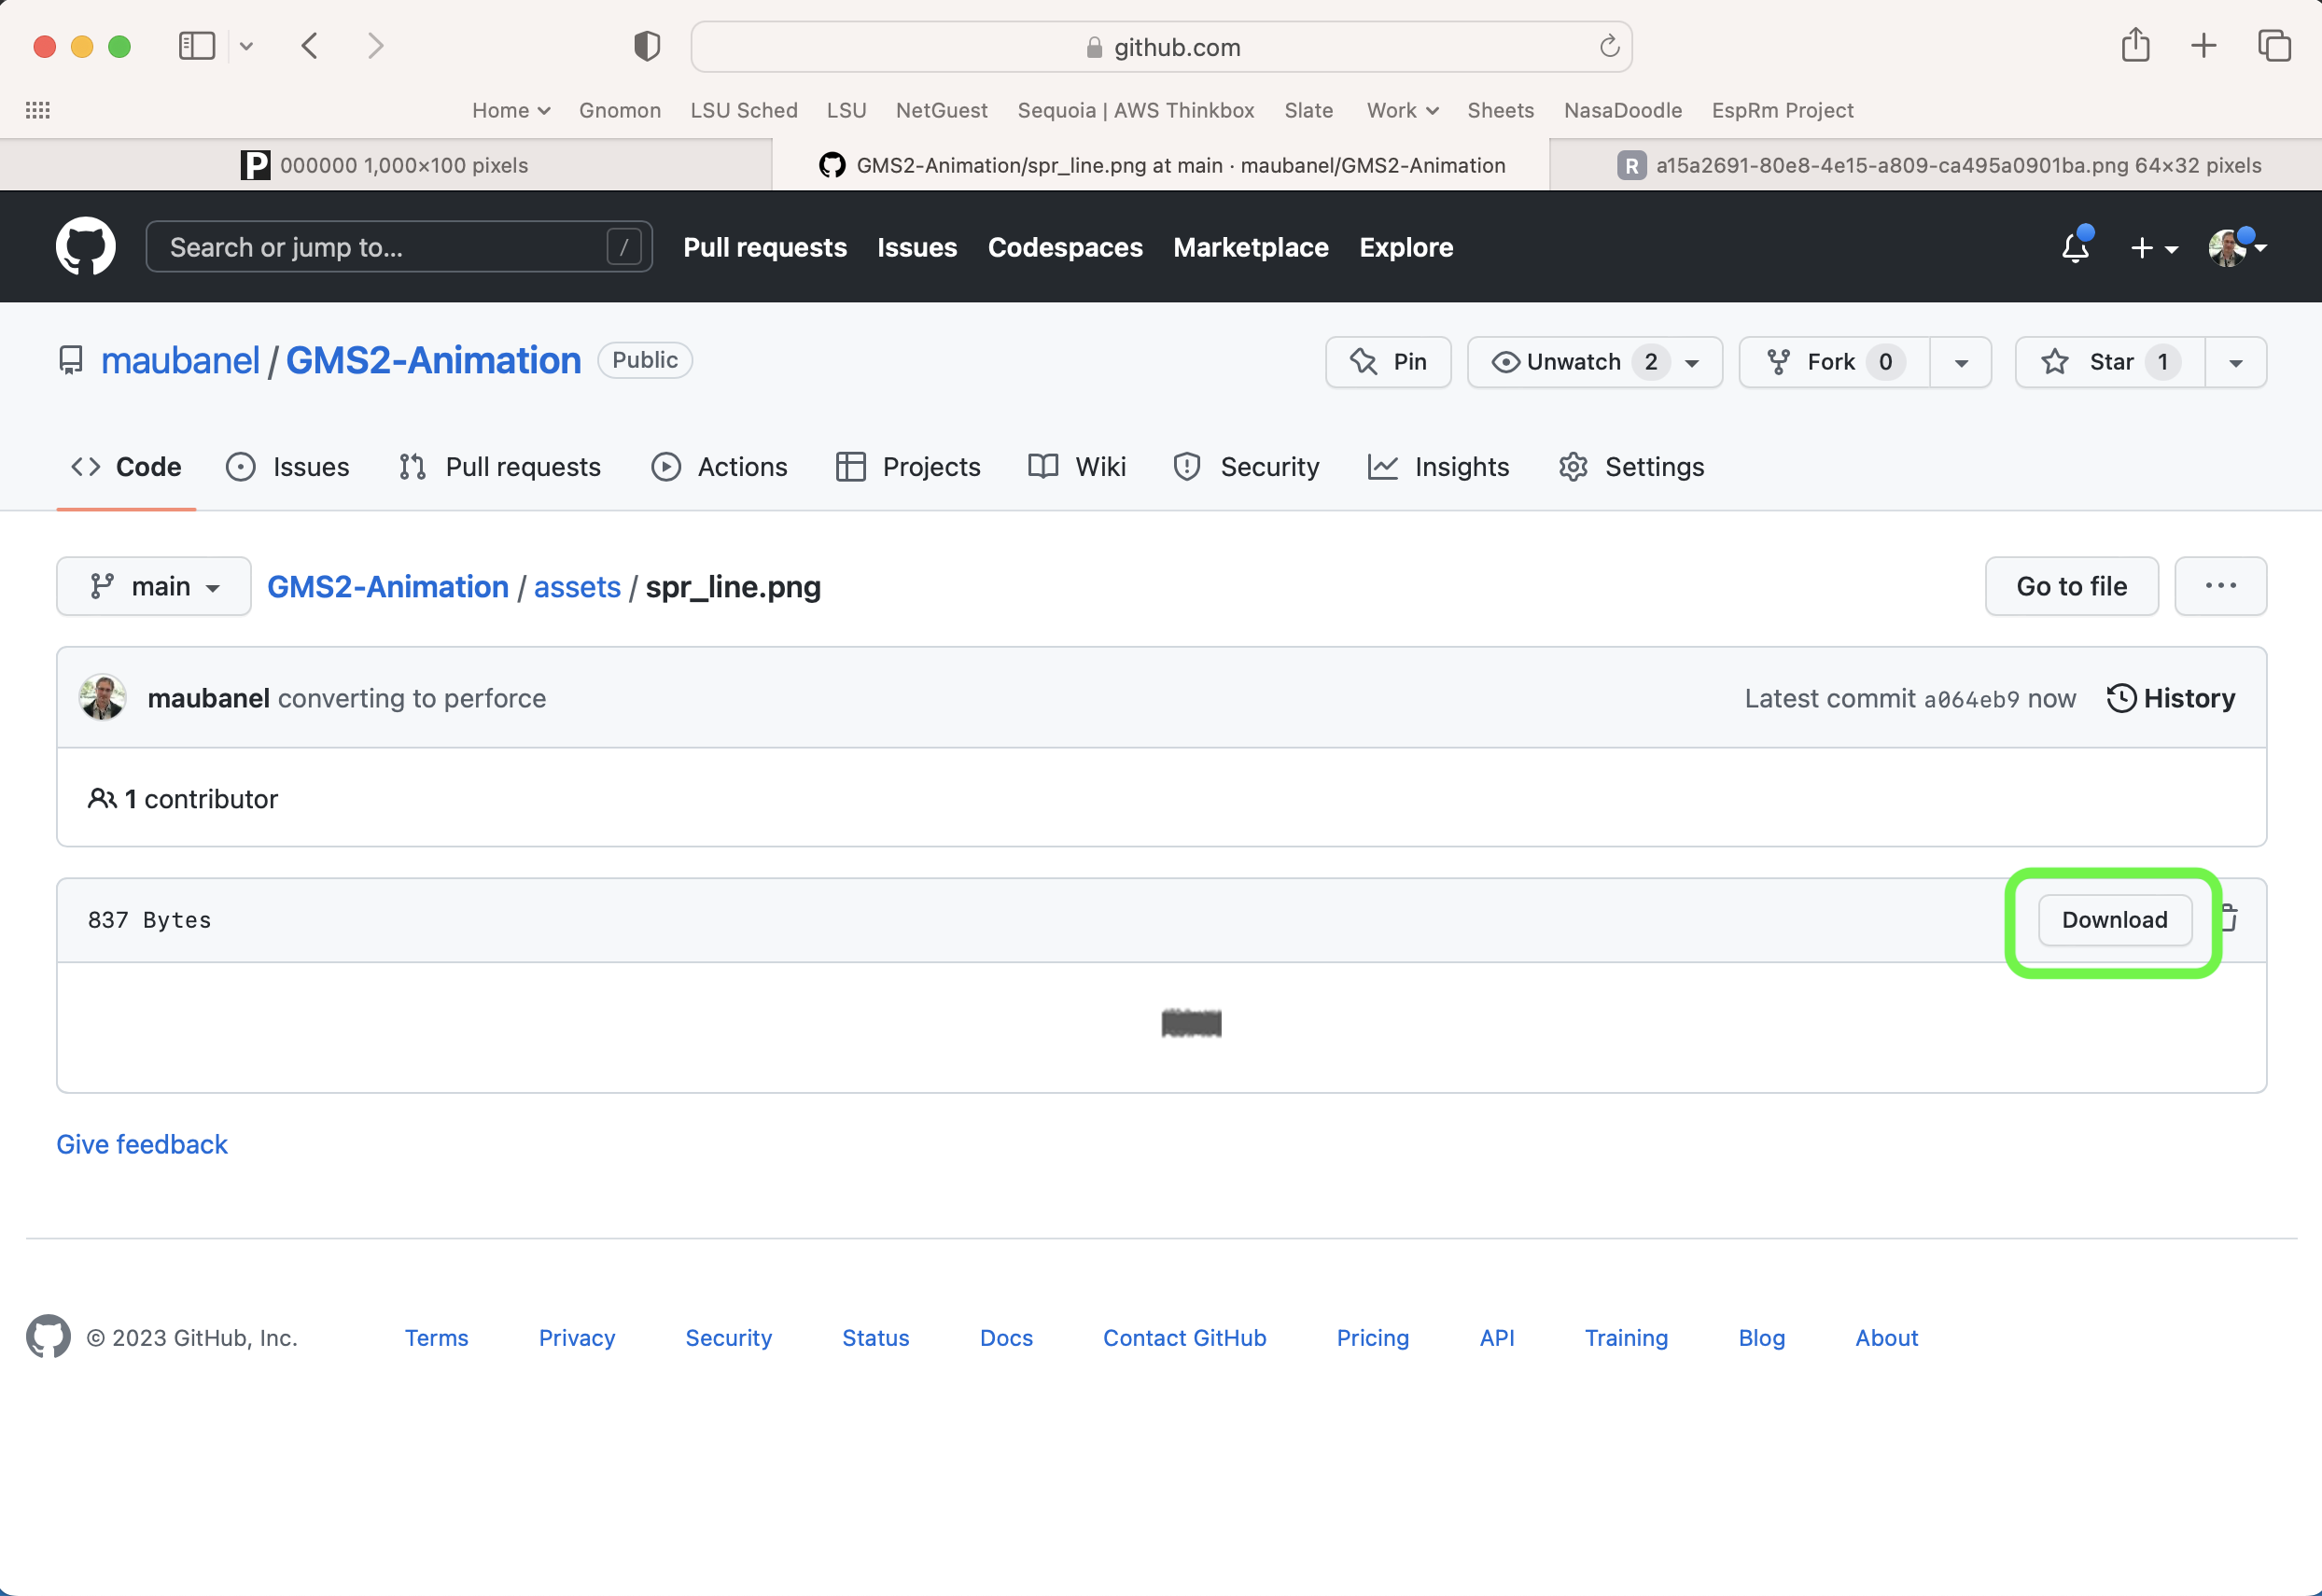 github.com
Home Gnomon LSU Sched LSU NetGuest Sequoia | AWS Thinkbox Slate Work Sheets NasaDoodle EspRm Project
P 000000 1,000×100 pixels GMS2-Animation/spr_line.png at main · maubanel/GMS2-Animation R a15a2691-80e8-4e15-a809-ca495a0901ba.png 64×32 pixels
Search or jump to... / Pull requests Issues Codespaces Marketplace Explore
maubanel / GMS2-Animation Public Pin Unwatch 2 Fork 0 Star 1
Code Issues Pull requests Actions Projects Wiki Security Insights Settings
main GMS2-Animation / assets / spr_line.png Go to file ...
maubanel converting to perforce Latest commit a064eb9 now History
1 contributor
837 Bytes Download
Give feedback
© 2023 GitHub, Inc. Terms Privacy Security Status Docs Contact GitHub Pricing API Training Blog About